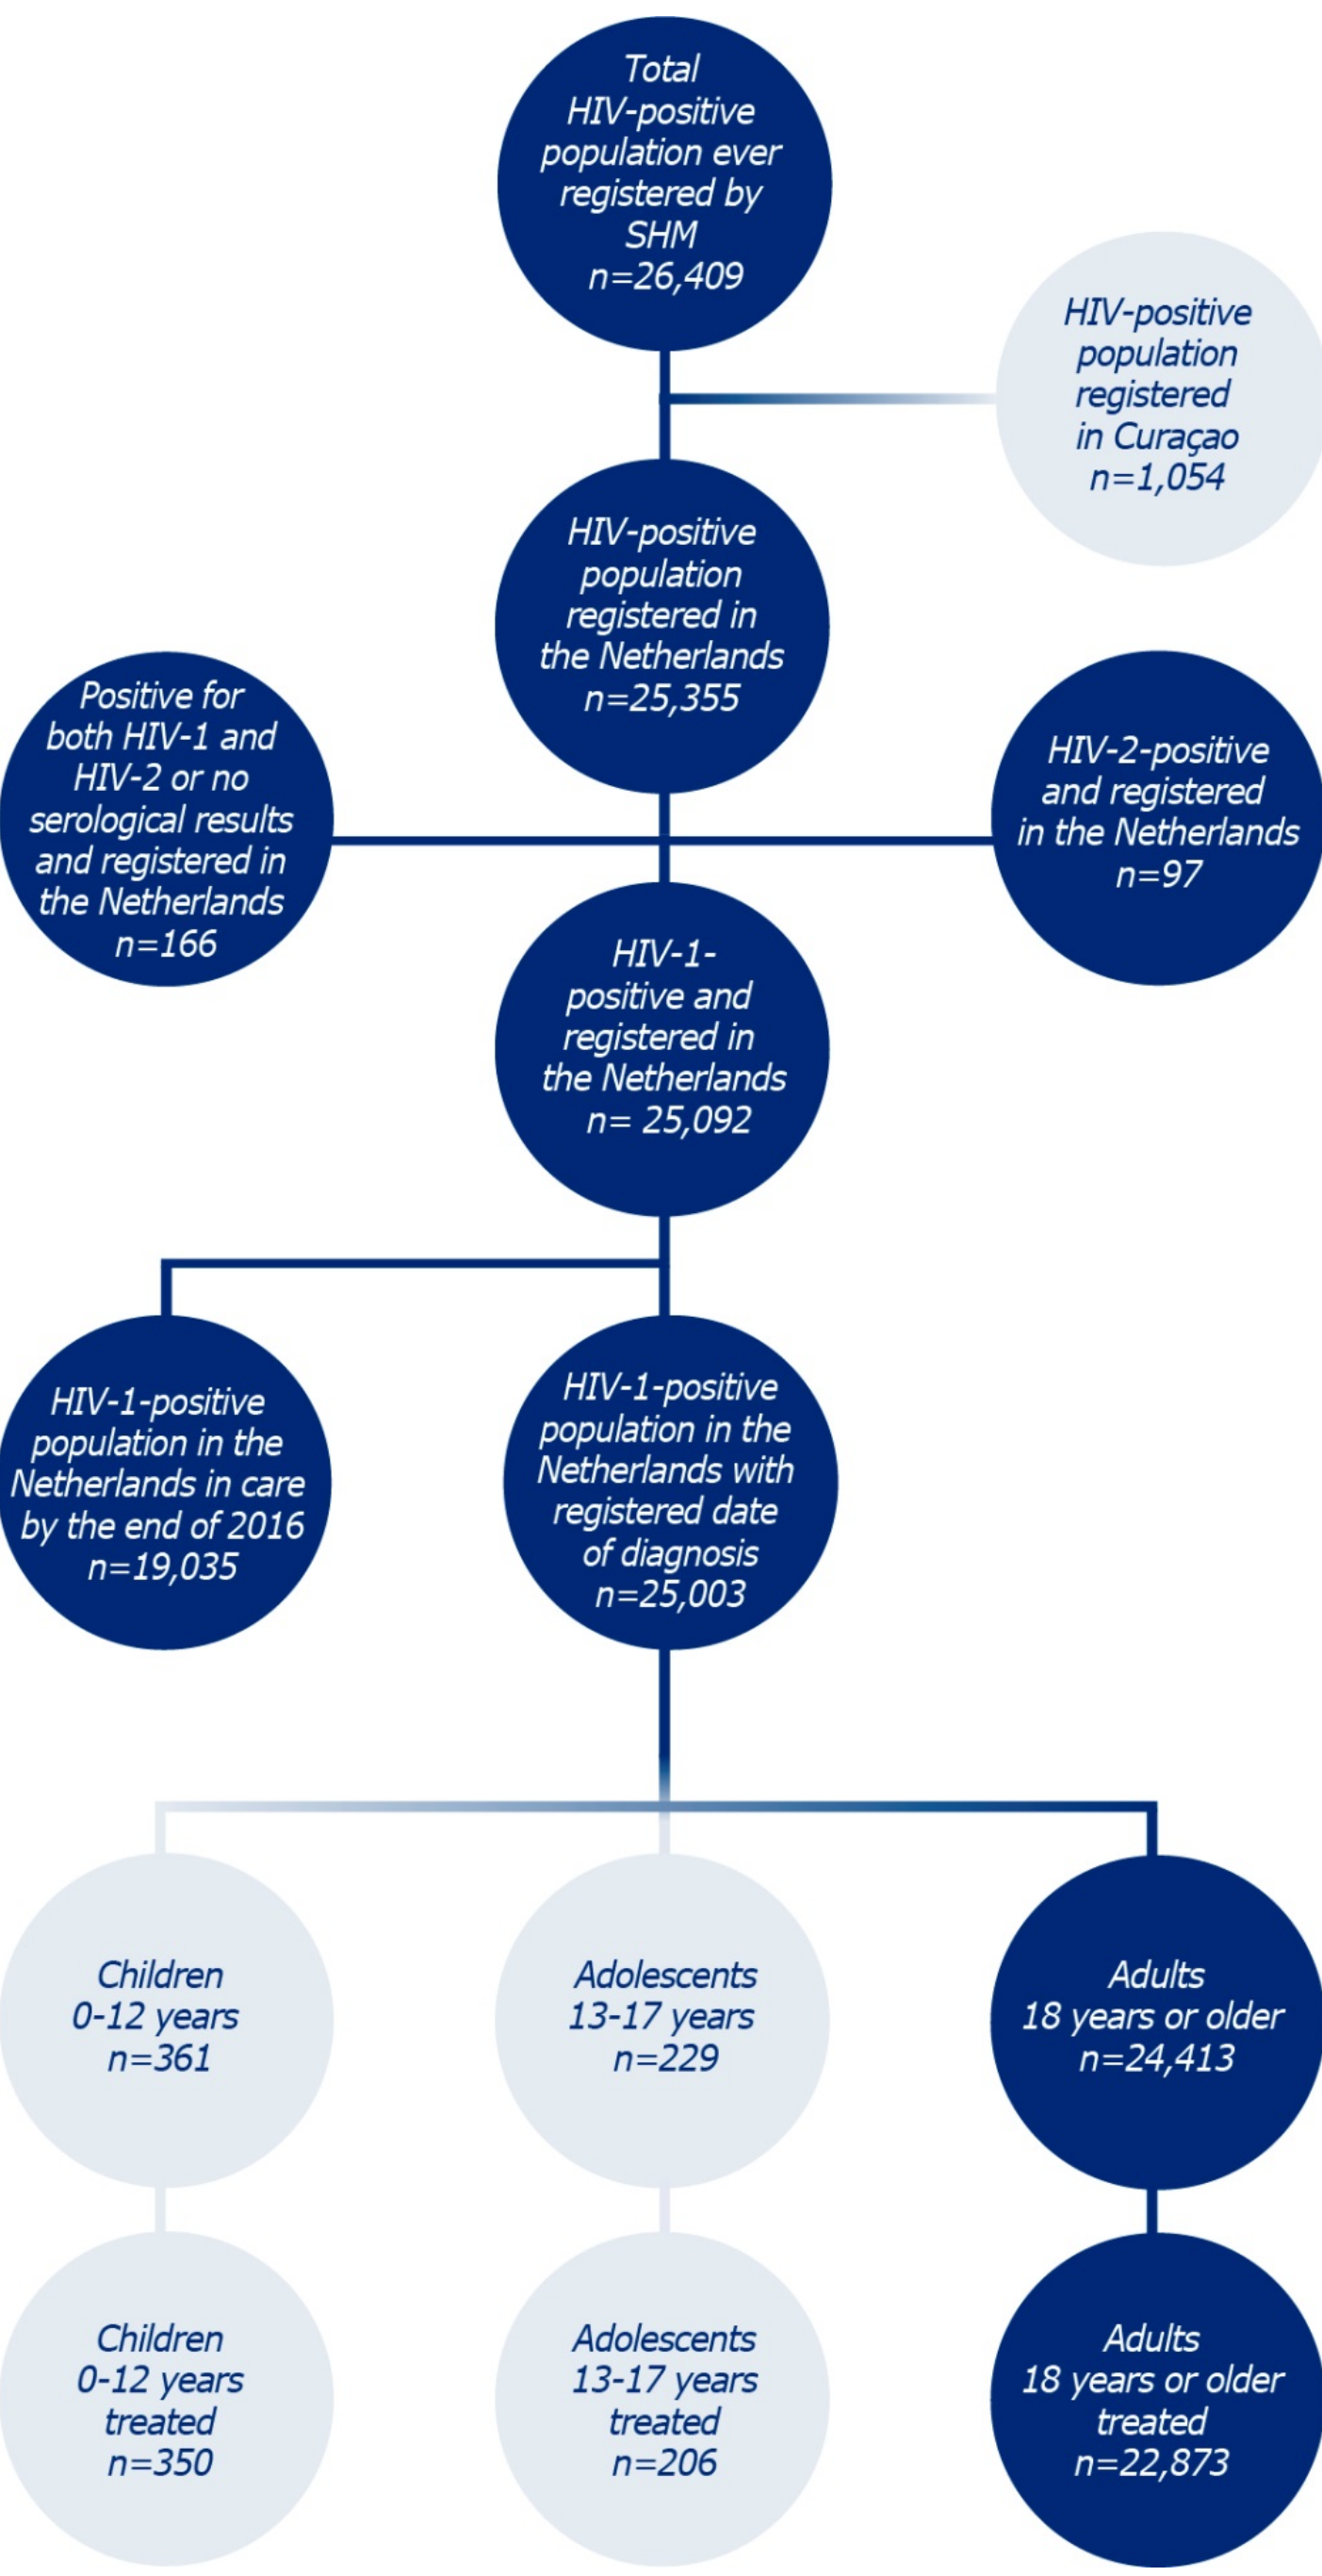 Total
HIV-positive
population ever
registered by
SHM
n=26,409
HIV-positive
population
registered
in Curaçao
n=1,054
HIV-positive
population
registered in
the Netherlands
n=25,355
Positive for
both HIV-1 and
HIV-2 or no
serological results
and registered in
the Netherlands
n=166
HIV-2-positive
and registered
in the Netherlands
n=97
HIV-1-
positive and
registered in
the Netherlands
n= 25,092
HIV-1-positive
population in the
Netherlands in care
by the end of 2016
n=19,035
HIV-1-positive
population in the
Netherlands with
registered date
of diagnosis
n=25,003
Children
0-12 years
n=361
Adolescents
13-17 years
n=229
Adults
18 years or older
n=24,413
Children
0-12 years
treated
n=350
Adolescents
13-17 years
treated
n=206
Adults
18 years or older
treated
n=22,873